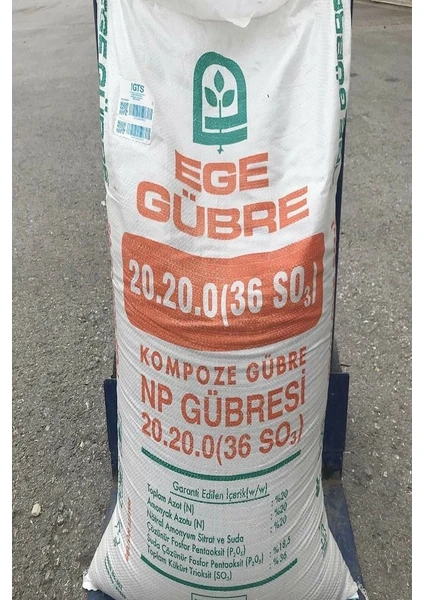 GTS
EGE
GÜBRE
20.20.0(36 SO₃)
KOMPOZE GÜBRE
NP GÜBRESİ
20.20.0(36 SO₃)
Garanti Edilen İçerik(w/w)
Toplam Azot (N) : %20
Amonyak Azotu (N) : %20
Nötral Amonyum Sitrat ve Suda
Çözünür Fosfor Pentaoksit (P₂O₅) : %20
Suda Çözünür Fosfor Pentaoksit (P₂O₅) : %18,5
Toplam Kükürt Trioksit (SO₃) : %36